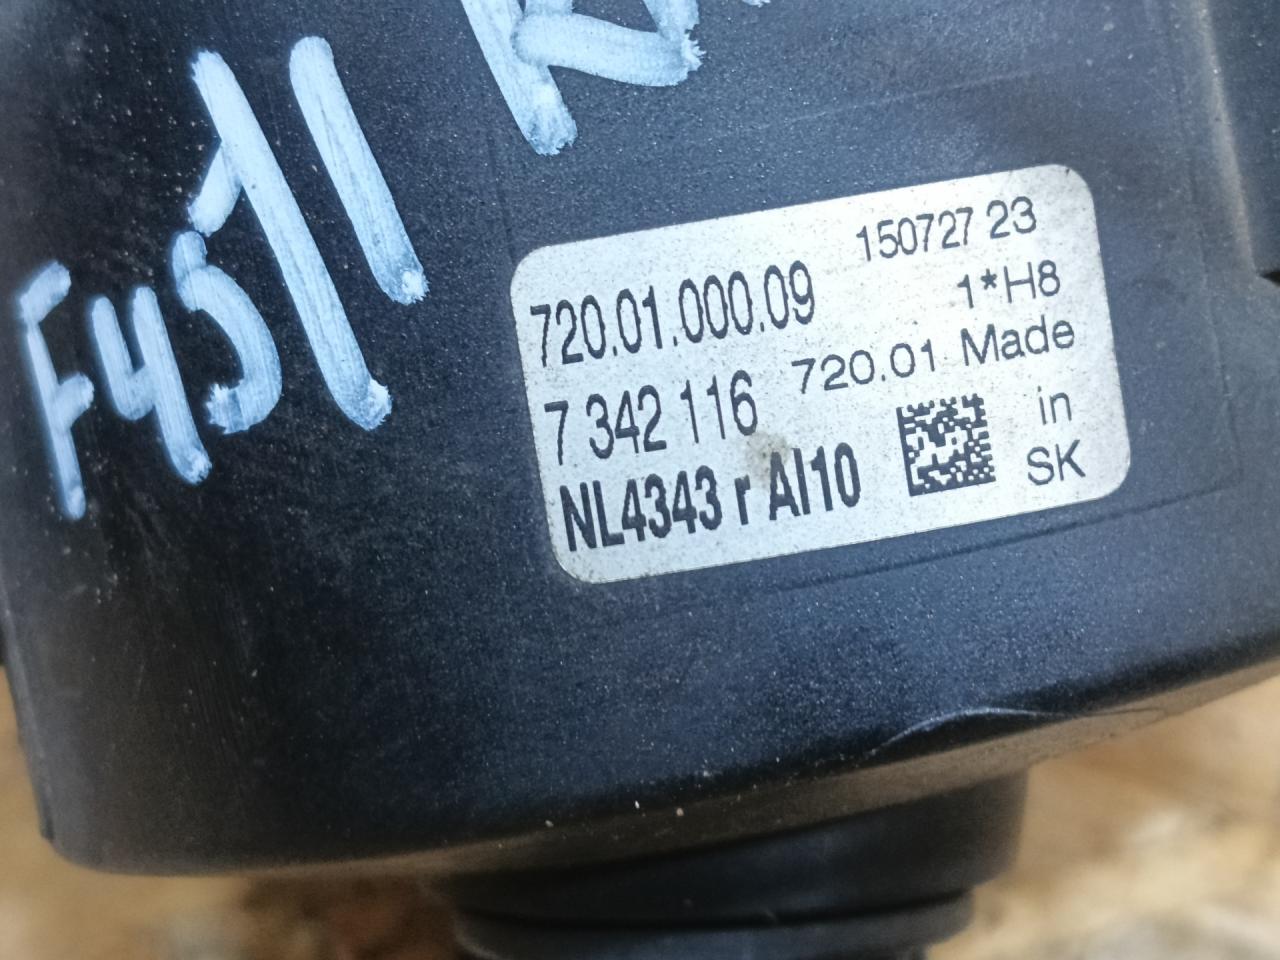 F45 11
150727 23
720.01.000.09
1*H8
7 342 116
720.01 Made
in
NL4343 r AI10
SK